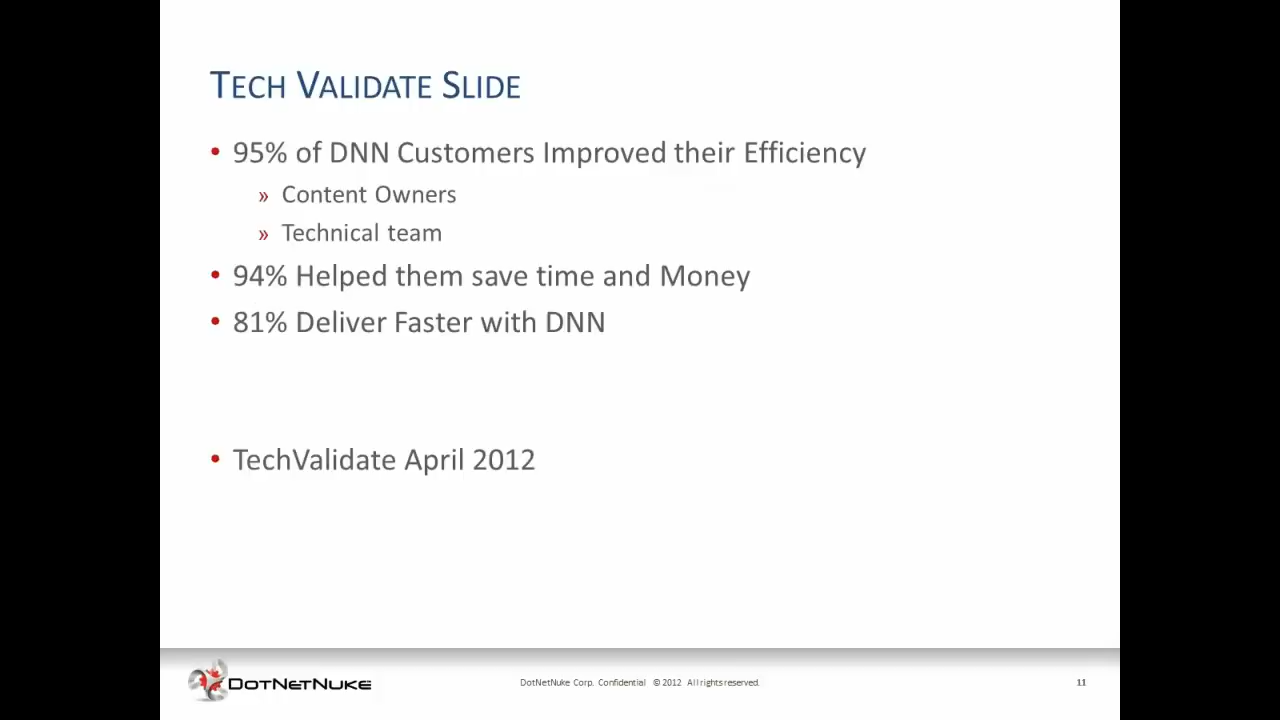 TECH VALIDATE SLIDE
• 95% of DNN Customers Improved their Efficiency
» Content Owners
» Technical team
• 94% Helped them save time and Money
• 81% Deliver Faster with DNN
• TechValidate April 2012
DOTNETNUKE
DotNetNuke Corp. Confidential © 2012 All rights reserved.
11